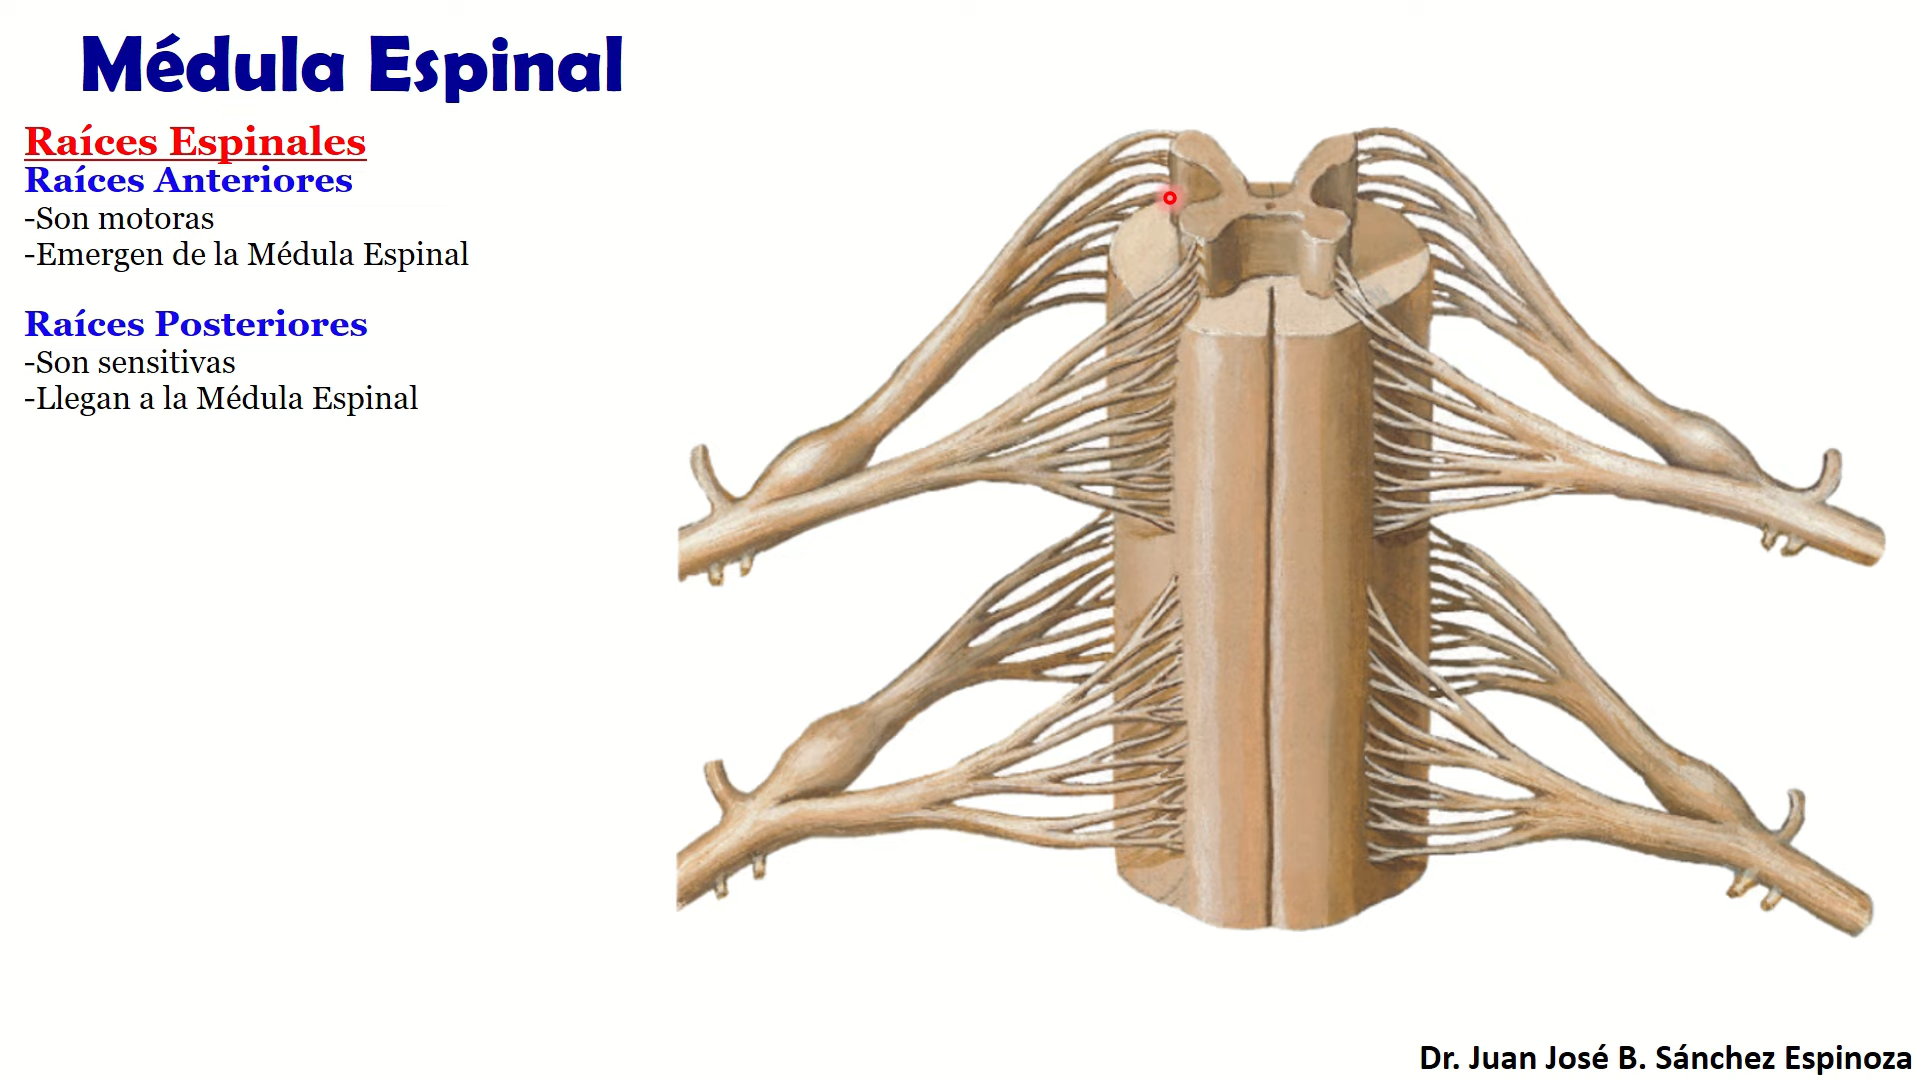 Médula Espinal
Raíces Espinales
Raíces Anteriores
-Son motoras
-Emergen de la Médula Espinal
Raíces Posteriores
-Son sensitivas
-Llegan a la Médula Espinal
Dr. Juan José B. Sánchez Espinoza